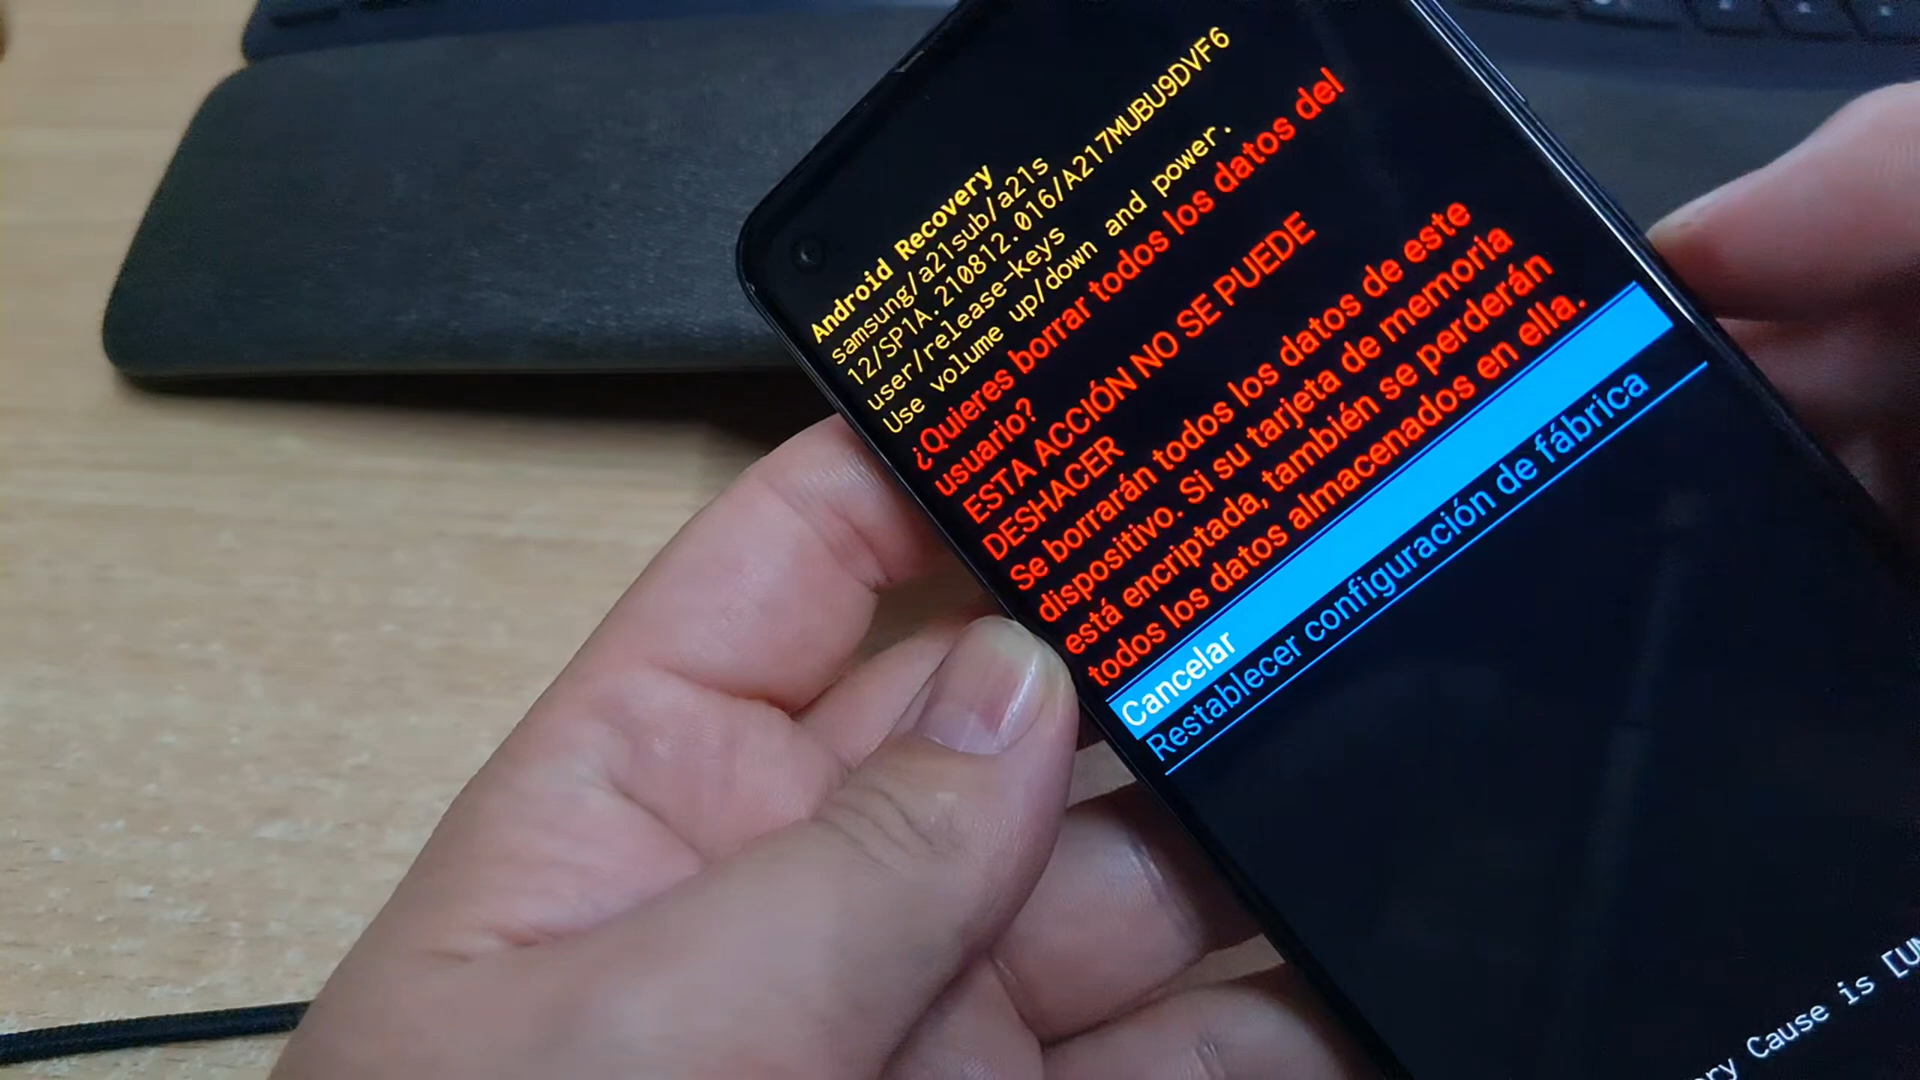 Android Recovery
samsung/a21sub/a21s
12/SP1A.210812.016/A217MUBU9DVF6
user/release-keys
Use volume up/down and power.
¿Quieres borrar todos los datos del
usuario?
ESTA ACCIÓN NO SE PUEDE
DESHACER
Se borrarán todos los datos de este
dispositivo. Si su tarjeta de memoria
está encriptada, también se perderán
todos los datos almacenados en ella.
Cancelar
Restablecer configuración de fábrica
Cause is [U